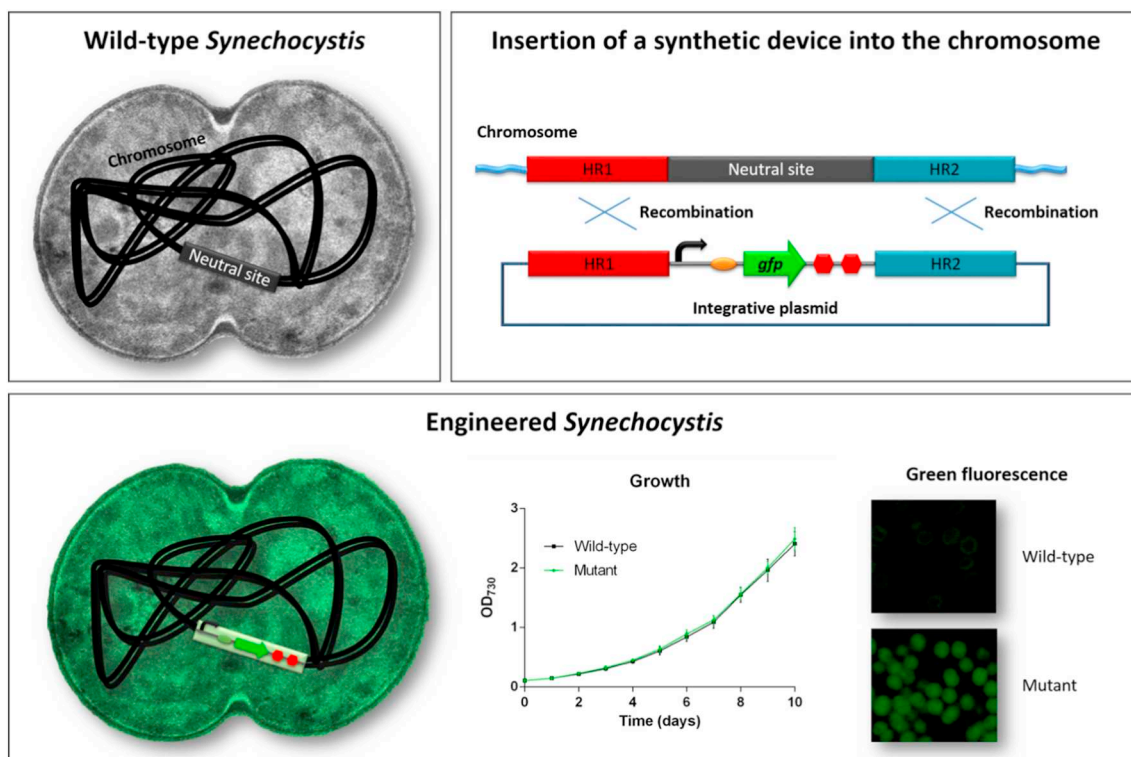 Wild-type Synechocystis
Chromosome
Neutral site
Insertion of a synthetic device into the chromosome
Chromosome
HR1
Neutral site
HR2
Recombination
Recombination
HR1
gfp
HR2
Integrative plasmid
Engineered Synechocystis
Growth
3
2
1
0
OD730
Wild-type
Mutant
0
2
4
6
8
10
Time (days)
Green fluorescence
Wild-type
Mutant